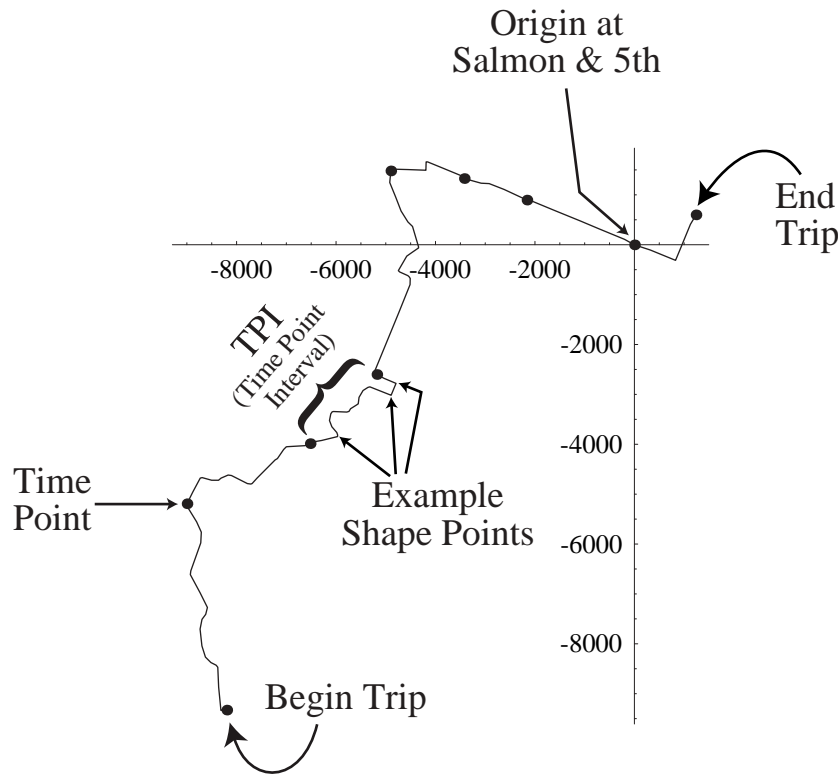 Origin at
Salmon & 5th
End
Trip
-8000 -6000 -4000 -2000
TPI
(Time Point
Interval)
-2000
-4000
Time
Point
Example
Shape Points
-6000
-8000
Begin Trip